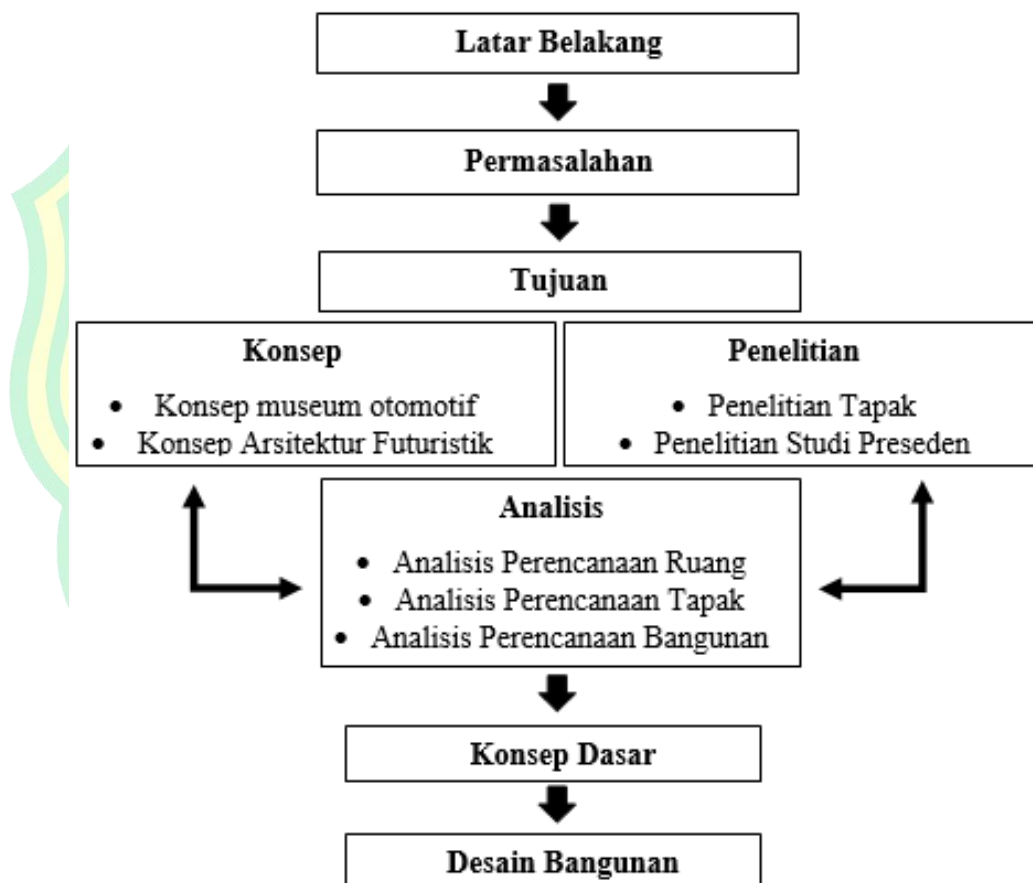 Latar Belakang
Permasalahan
Tujuan
Konsep
• Konsep museum otomotif
• Konsep Arsitektur Futuristik
Penelitian
• Penelitian Tapak
• Penelitian Studi Preseden
Analisis
• Analisis Perencanaan Ruang
• Analisis Perencanaan Tapak
• Analisis Perencanaan Bangunan
Konsep Dasar
Desain Bangunan